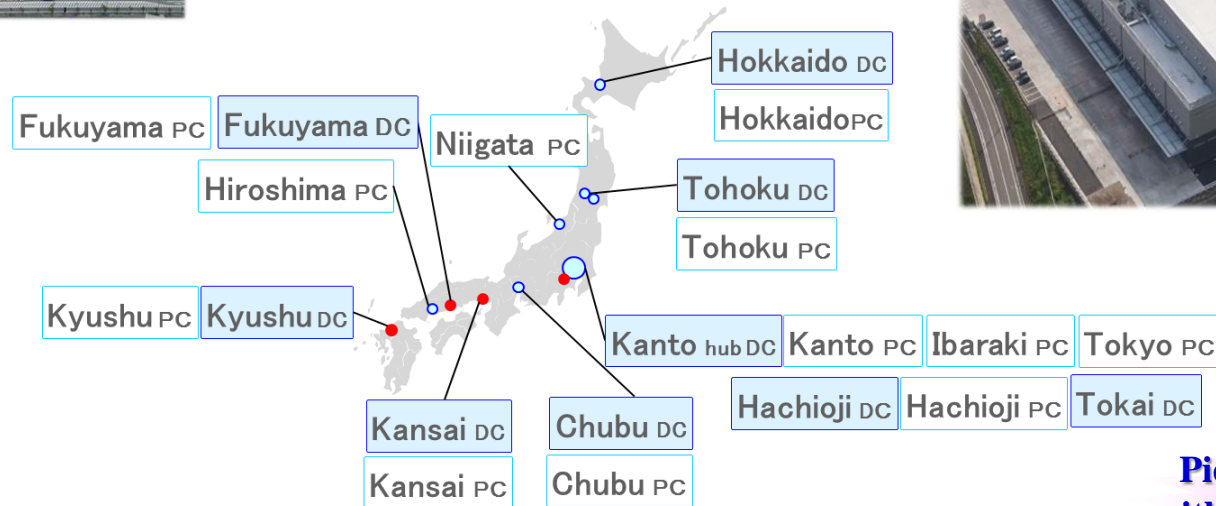 Hokkaido DC
HokkaidoPC
Fukuyama PC
Fukuyama DC
Niigata PC
Hiroshima PC
Tohoku DC
Tohoku PC
Kyushu PC
Kyushu DC
Kanto hub DC
Kanto PC
Ibaraki PC
Tokyo PC
Hachioji DC
Hachioji PC
Tokai DC
Kansai DC
Kansai PC
Chubu DC
Chubu PC